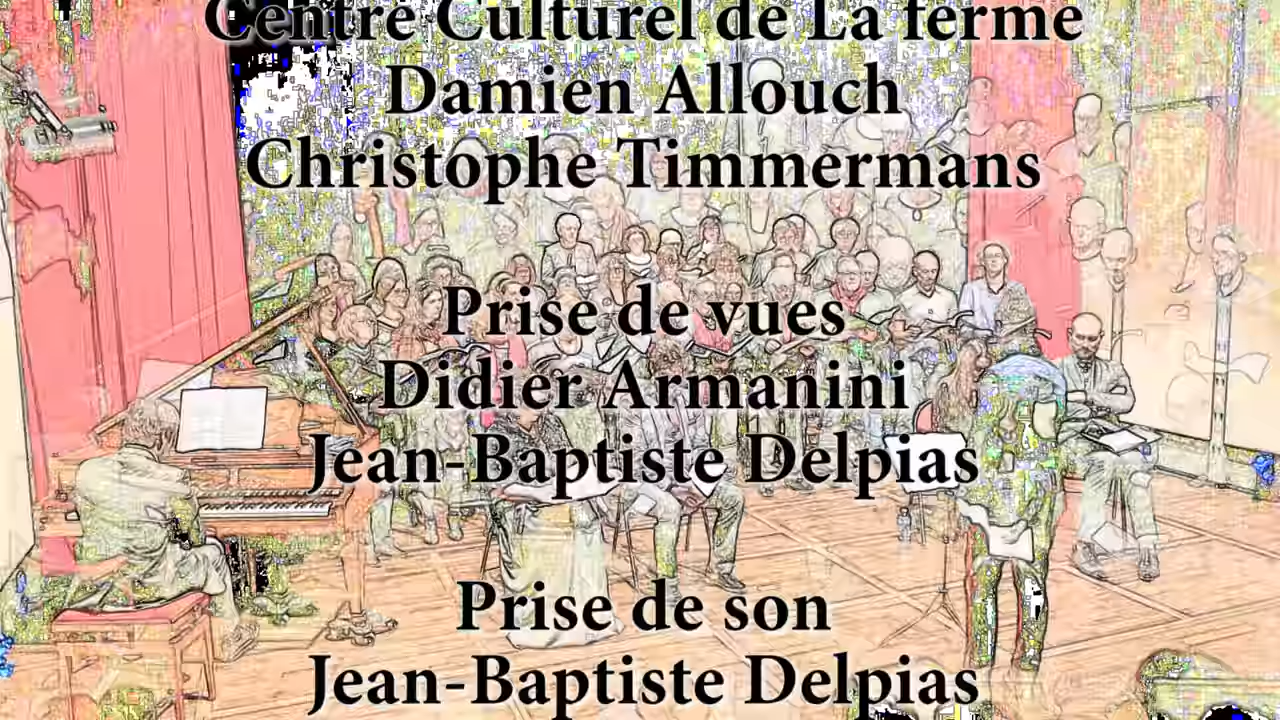 Centre Culturel de La ferme
Damien Allouch
Christophe Timmermans
Prise de vues
Didier Armanini
Jean-Baptiste Delpias
Prise de son
Jean-Baptiste Delpias